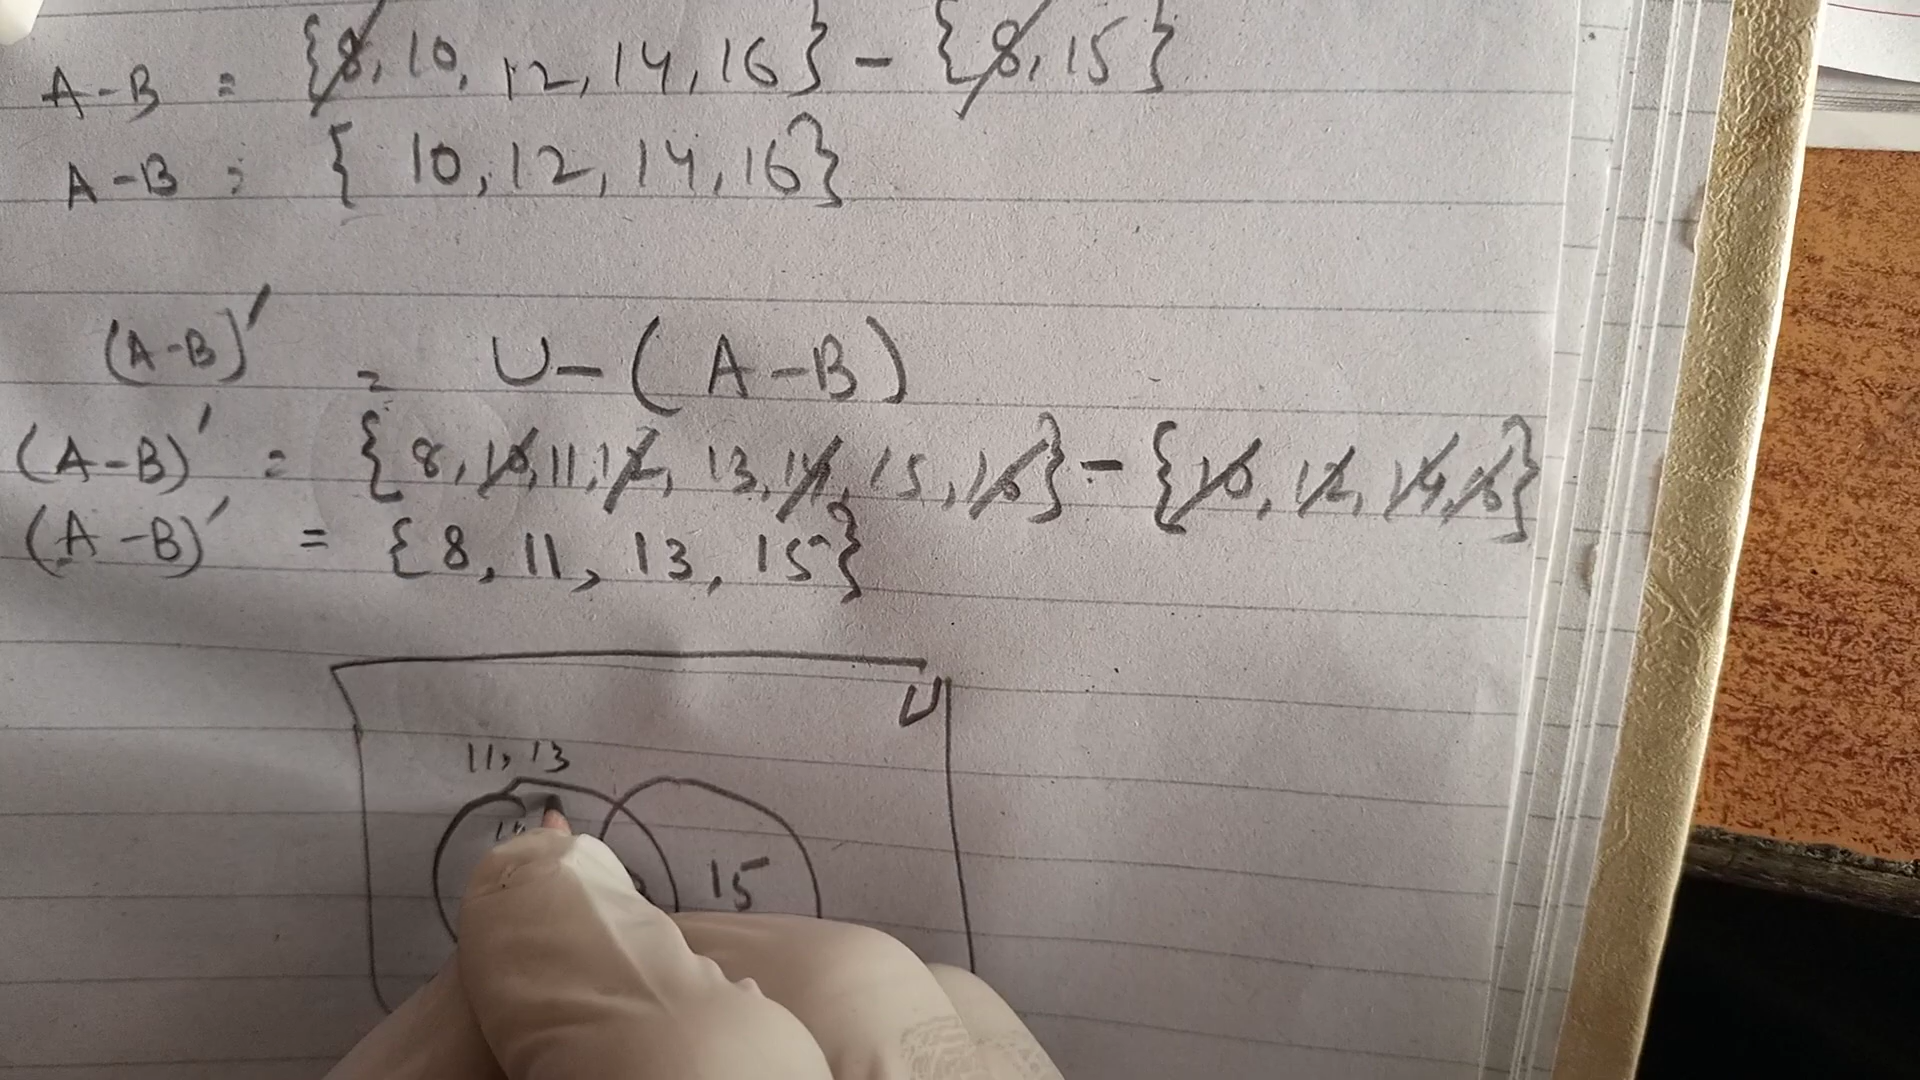 A-B = {8, 10, 12, 14, 16} - {8, 15}
A-B = { 10, 12, 14, 16}
(A-B)' = U-(A-B)
(A-B)' = {8, 10, 11, 12, 13, 14, 15, 16} - {10, 12, 14, 16}
(A-B)' = {8, 11, 13, 15}
U
11, 13
15